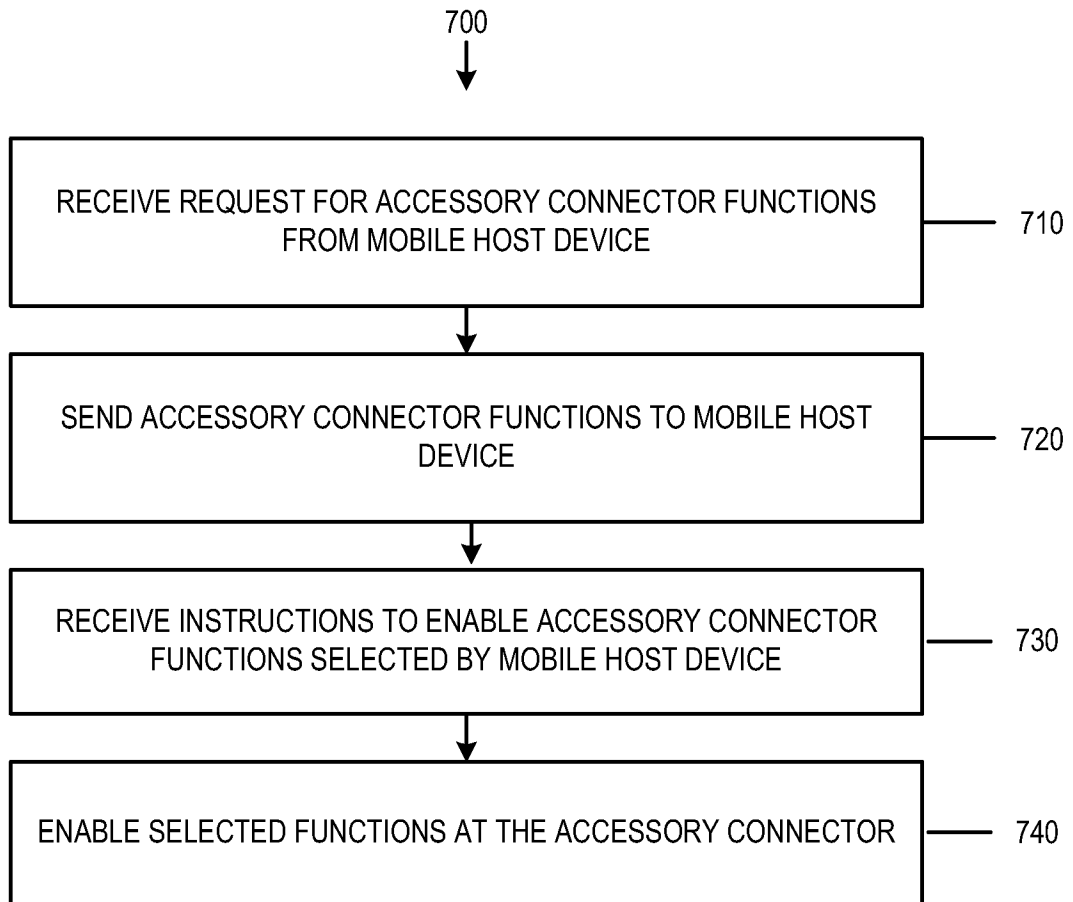 700
RECEIVE REQUEST FOR ACCESSORY CONNECTOR FUNCTIONS
FROM MOBILE HOST DEVICE
710
SEND ACCESSORY CONNECTOR FUNCTIONS TO MOBILE HOST
DEVICE
720
RECEIVE INSTRUCTIONS TO ENABLE ACCESSORY CONNECTOR
FUNCTIONS SELECTED BY MOBILE HOST DEVICE
730
ENABLE SELECTED FUNCTIONS AT THE ACCESSORY CONNECTOR
740